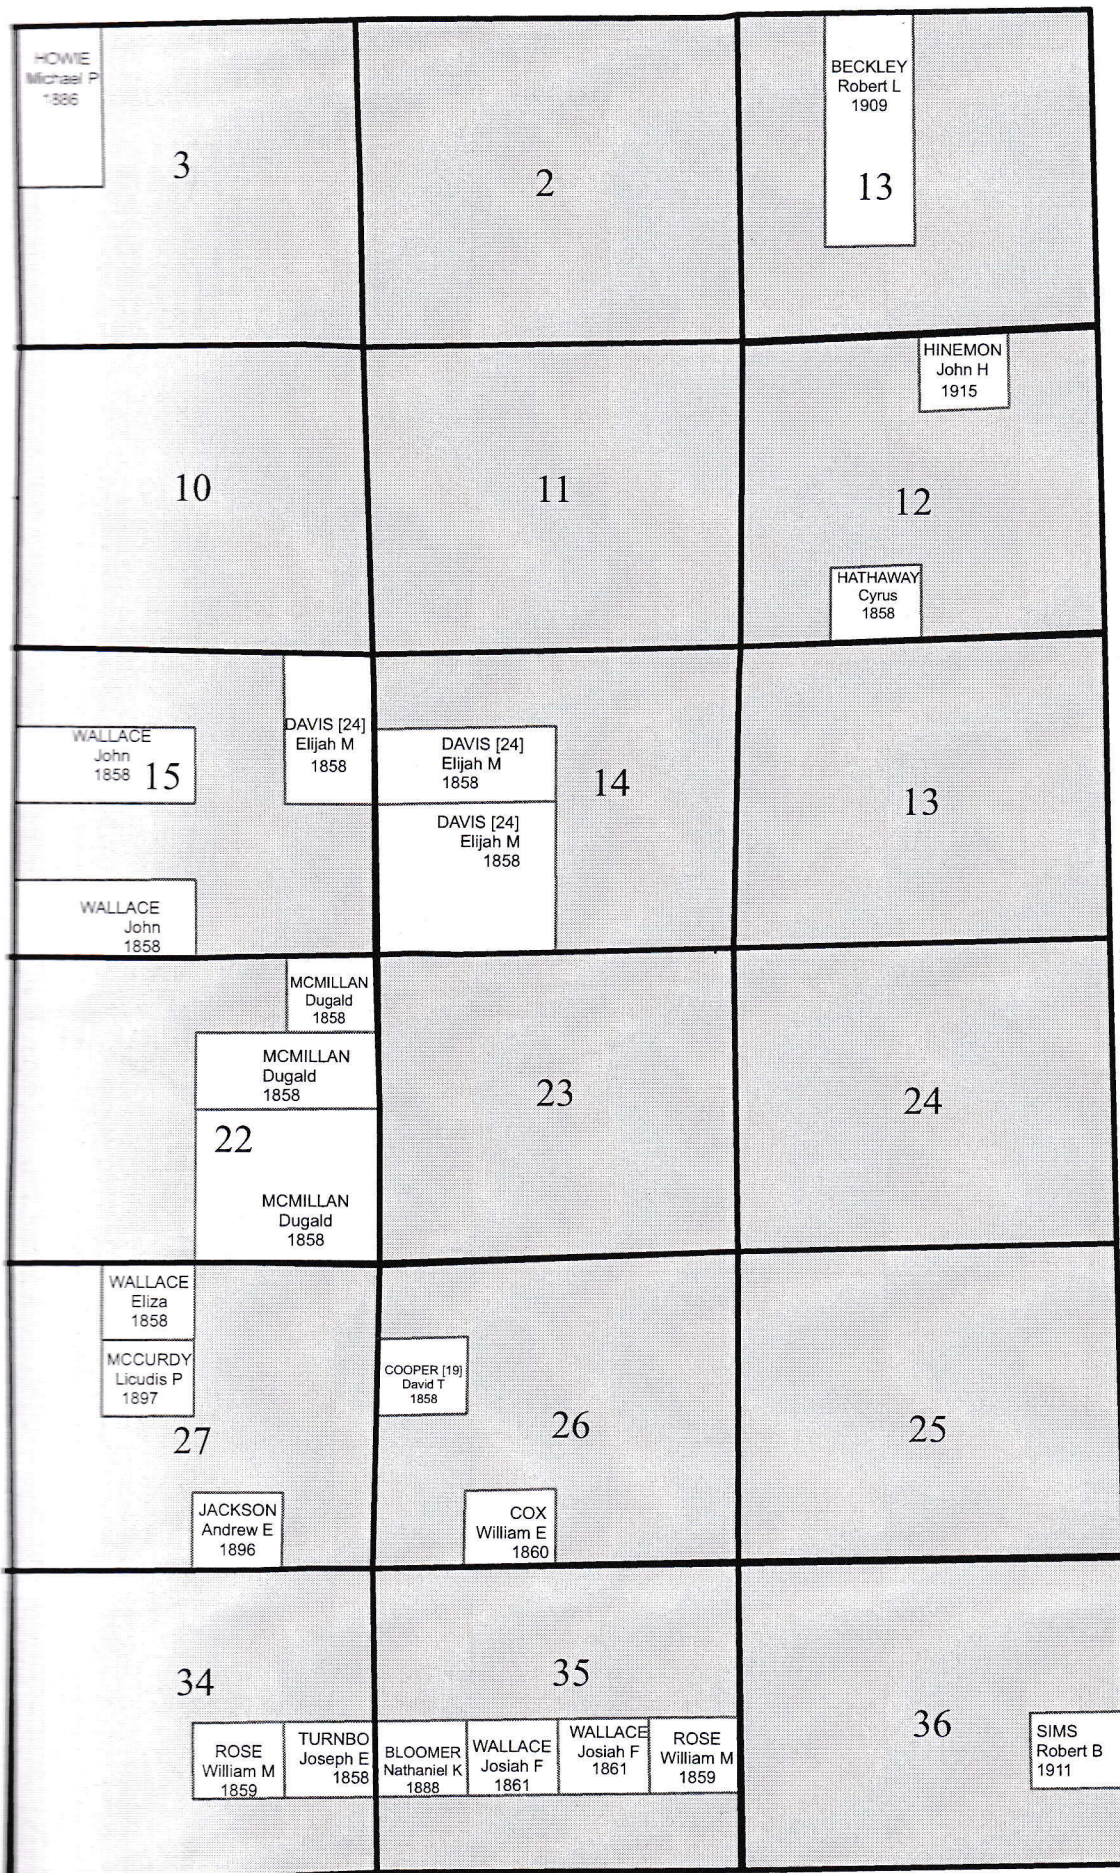 HOWIE
Michael P
1886
3
2
BECKLEY
Robert L
1909
13
10
11
HINEMON
John H
1915
12
HATHAWAY
Cyrus
1858
WALLACE
John
1858
15
DAVIS [24]
Elijah M
1858
DAVIS [24]
Elijah M
1858
14
DAVIS [24]
Elijah M
1858
13
WALLACE
John
1858
MCMILLAN
Dugald
1858
MCMILLAN
Dugald
1858
22
MCMILLAN
Dugald
1858
23
24
WALLACE
Eliza
1858
MCCURDY
Licudis P
1897
27
JACKSON
Andrew E
1896
COOPER [19]
David T
1858
26
COX
William E
1860
25
34
ROSE
William M
1859
TURNBO
Joseph E
1858
35
BLOOMER
Nathaniel K
1888
WALLACE
Josiah F
1861
WALLACE
Josiah F
1861
ROSE
William M
1859
36
SIMS
Robert B
1911